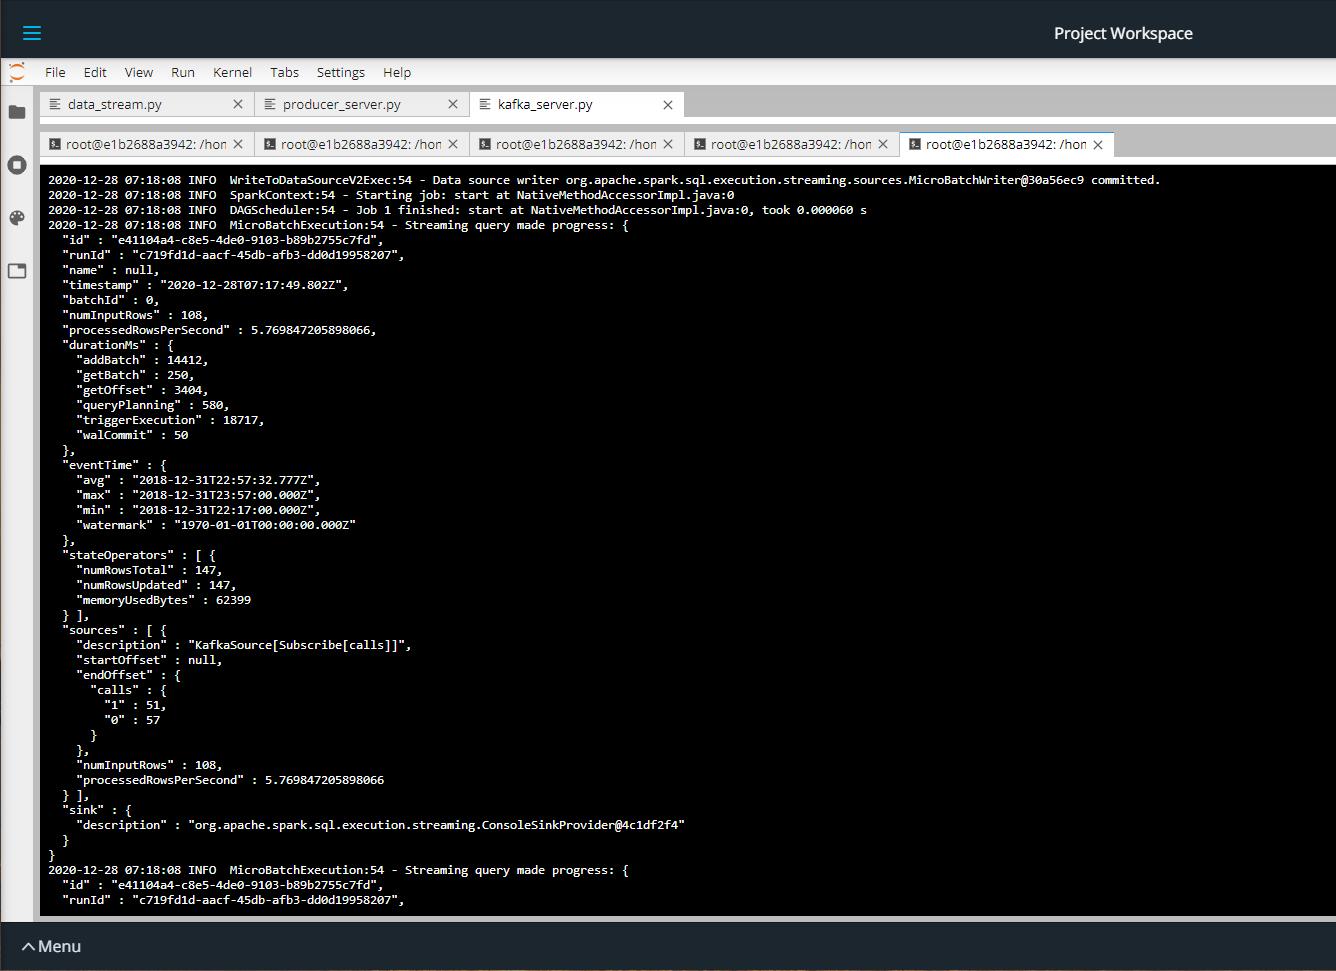 Project Workspace
File Edit View Run Kernel Tabs Settings Help
data_stream.py producer_server.py kafka_server.py
root@e1b2688a3942: /hon root@e1b2688a3942: /hon root@e1b2688a3942: /hon root@e1b2688a3942: /hon root@e1b2688a3942: /hon
2020-12-28 07:18:08 INFO  WriteToDataSourceV2Exec:54 - Data source writer org.apache.spark.sql.execution.streaming.sources.MicroBatchWriter@30a56ec9 committed.
2020-12-28 07:18:08 INFO  SparkContext:54 - Starting job: start at NativeMethodAccessorImpl.java:0
2020-12-28 07:18:08 INFO  DAGScheduler:54 - Job 1 finished: start at NativeMethodAccessorImpl.java:0, took 0.000060 s
2020-12-28 07:18:08 INFO  MicroBatchExecution:54 - Streaming query made progress: {
  "id" : "e41104a4-c8e5-4de0-9103-b89b2755c7fd",
  "runId" : "c719fd1d-aacf-45db-afb3-dd0d19958207",
  "name" : null,
  "timestamp" : "2020-12-28T07:17:49.802Z",
  "batchId" : 0,
  "numInputRows" : 108,
  "processedRowsPerSecond" : 5.769847205898066,
  "durationMs" : {
    "addBatch" : 14412,
    "getBatch" : 250,
    "getOffset" : 3404,
    "queryPlanning" : 580,
    "triggerExecution" : 18717,
    "walCommit" : 50
  },
  "eventTime" : {
    "avg" : "2018-12-31T22:57:32.777Z",
    "max" : "2018-12-31T23:57:00.000Z",
    "min" : "2018-12-31T22:17:00.000Z",
    "watermark" : "1970-01-01T00:00:00.000Z"
  },
  "stateOperators" : [ {
    "numRowsTotal" : 147,
    "numRowsUpdated" : 147,
    "memoryUsedBytes" : 62399
  } ],
  "sources" : [ {
    "description" : "KafkaSource[Subscribe[calls]]",
    "startOffset" : null,
    "endOffset" : {
      "calls" : {
        "1" : 51,
        "0" : 57
      }
    },
    "numInputRows" : 108,
    "processedRowsPerSecond" : 5.769847205898066
  } ],
  "sink" : {
    "description" : "org.apache.spark.sql.execution.streaming.ConsoleSinkProvider@4c1df2f4"
  }
}
2020-12-28 07:18:08 INFO  MicroBatchExecution:54 - Streaming query made progress: {
  "id" : "e41104a4-c8e5-4de0-9103-b89b2755c7fd",
  "runId" : "c719fd1d-aacf-45db-afb3-dd0d19958207",
Menu